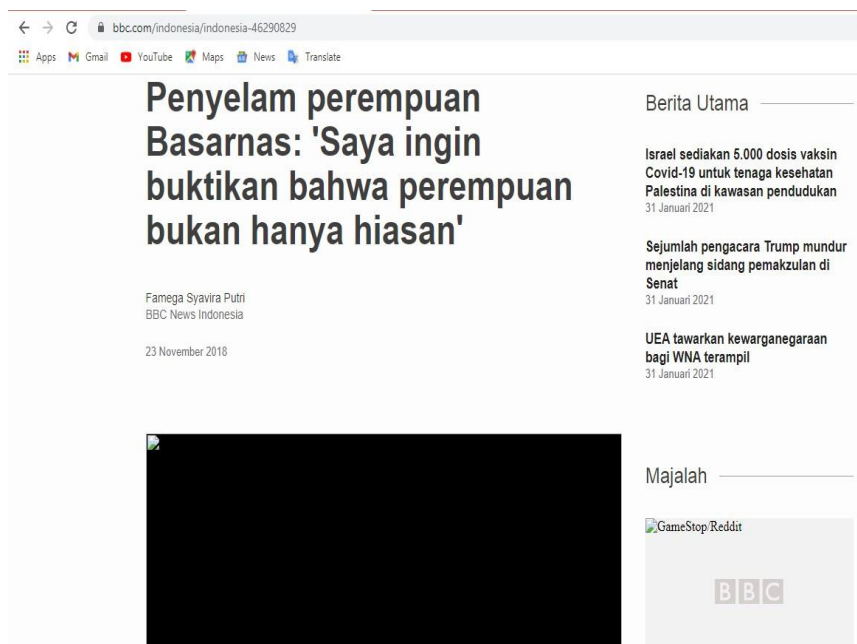 bbc.com/indonesia/indonesia-46290829
Apps Gmail YouTube Maps News Translate
Penyelam perempuan
Basarnas: 'Saya ingin
buktikan bahwa perempuan
bukan hanya hiasan'
Famega Syavira Putri
BBC News Indonesia
23 November 2018
Berita Utama
Israel sediakan 5.000 dosis vaksin
Covid-19 untuk tenaga kesehatan
Palestina di kawasan pendudukan
31 Januari 2021
Sejumlah pengacara Trump mundur
menjelang sidang pemakzulan di
Senat
31 Januari 2021
UEA tawarkan kewarganegaraan
bagi WNA terampil
31 Januari 2021
Majalah
GameStop/Reddit
BBC